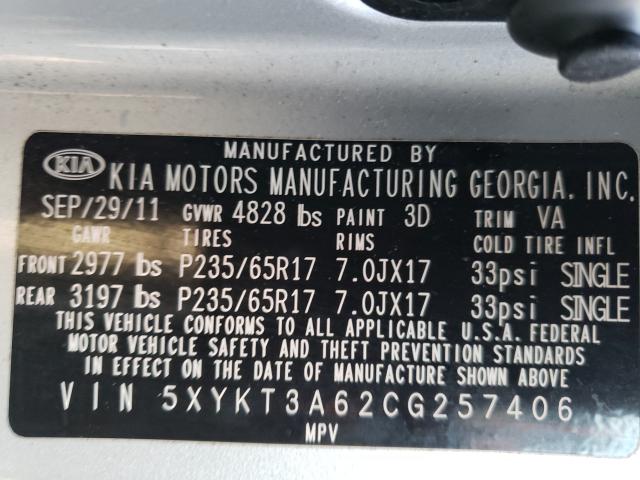 MANUFACTURED BY
KIA KIA MOTORS MANUFACTURING GEORGIA, INC.
SEP/29/11 GVWR 4828 lbs PAINT 3D TRIM VA
GAWR TIRES RIMS COLD TIRE INFL
FRONT 2977 lbs P235/65R17 7.0JX17 33psi SINGLE
REAR 3197 lbs P235/65R17 7.0JX17 33psi SINGLE
THIS VEHICLE CONFORMS TO ALL APPLICABLE U.S.A. FEDERAL
MOTOR VEHICLE SAFETY AND THEFT PREVENTION STANDARDS
IN EFFECT ON THE DATE OF MANUFACTURE SHOWN ABOVE
VIN 5XYKT3A62CG257406
MPV